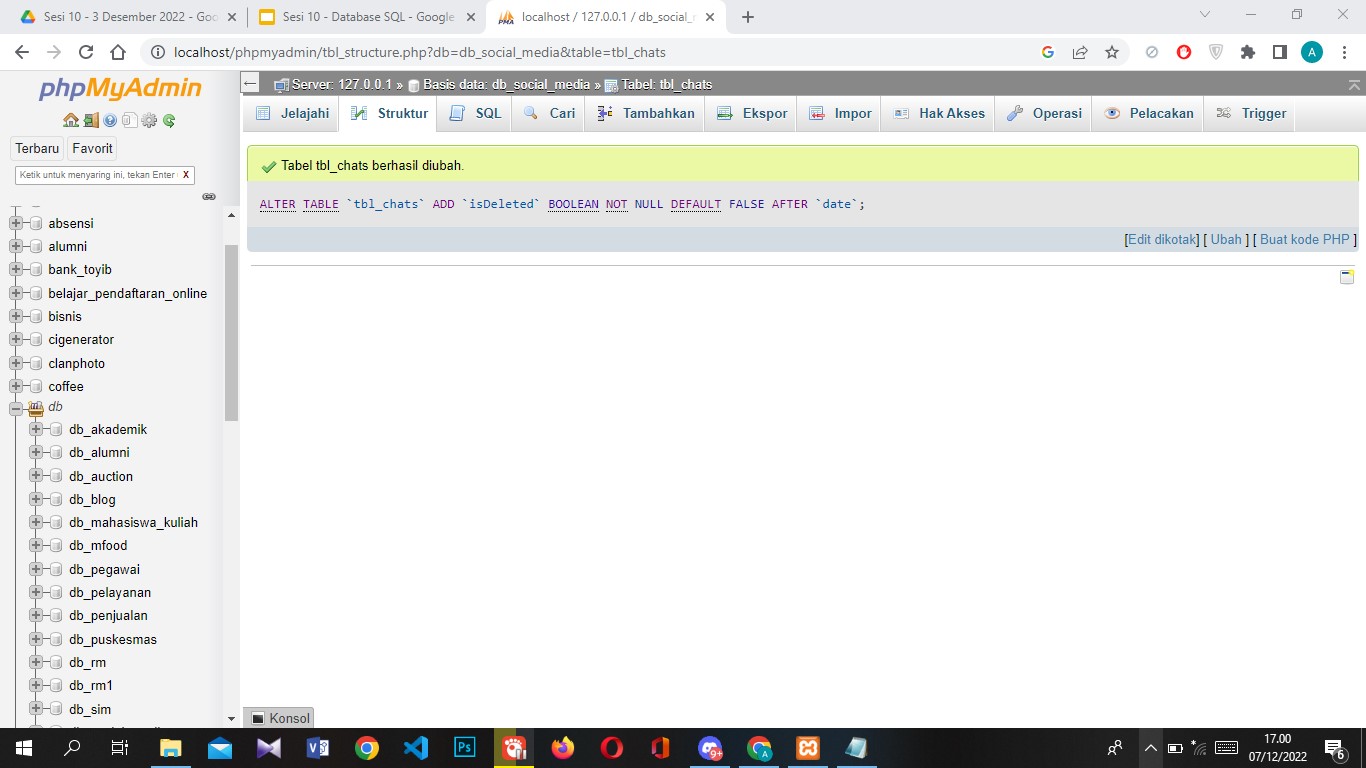 Sesi 10 - 3 Desember 2022 - Goo
Sesi 10 - Database SQL - Google
localhost / 127.0.0.1 / db_social_r
localhost/phpmyadmin/tbl_structure.php?db=db_social_media&table=tbl_chats
A
phpMyAdmin
Server: 127.0.0.1 » Basis data: db_social_media » Tabel: tbl_chats
Jelajahi Struktur SQL Cari Tambahkan Ekspor Impor Hak Akses Operasi Pelacakan Trigger
Terbaru Favorit
Ketik untuk menyaring ini, tekan Enter X
Tabel tbl_chats berhasil diubah.
ALTER TABLE `tbl_chats` ADD `isDeleted` BOOLEAN NOT NULL DEFAULT FALSE AFTER `date`;
[Edit dikotak] [ Ubah ] [ Buat kode PHP ]
absensi
alumni
bank_toyib
belajar_pendaftaran_online
bisnis
cigenerator
clanphoto
coffee
db
db_akademik
db_alumni
db_auction
db_blog
db_mahasiswa_kuliah
db_mfood
db_pegawai
db_pelayanan
db_penjualan
db_puskesmas
db_rm
db_rm1
db_sim
Konsol
Ps
9+
A
17.00
07/12/2022
6